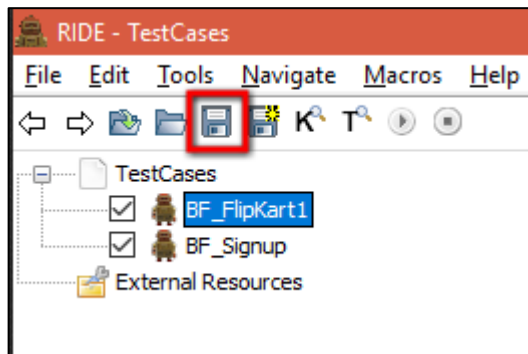 RIDE - TestCases
File Edit Tools Navigate Macros Help
K T
TestCases
BF_FlipKart1
BF_Signup
External Resources